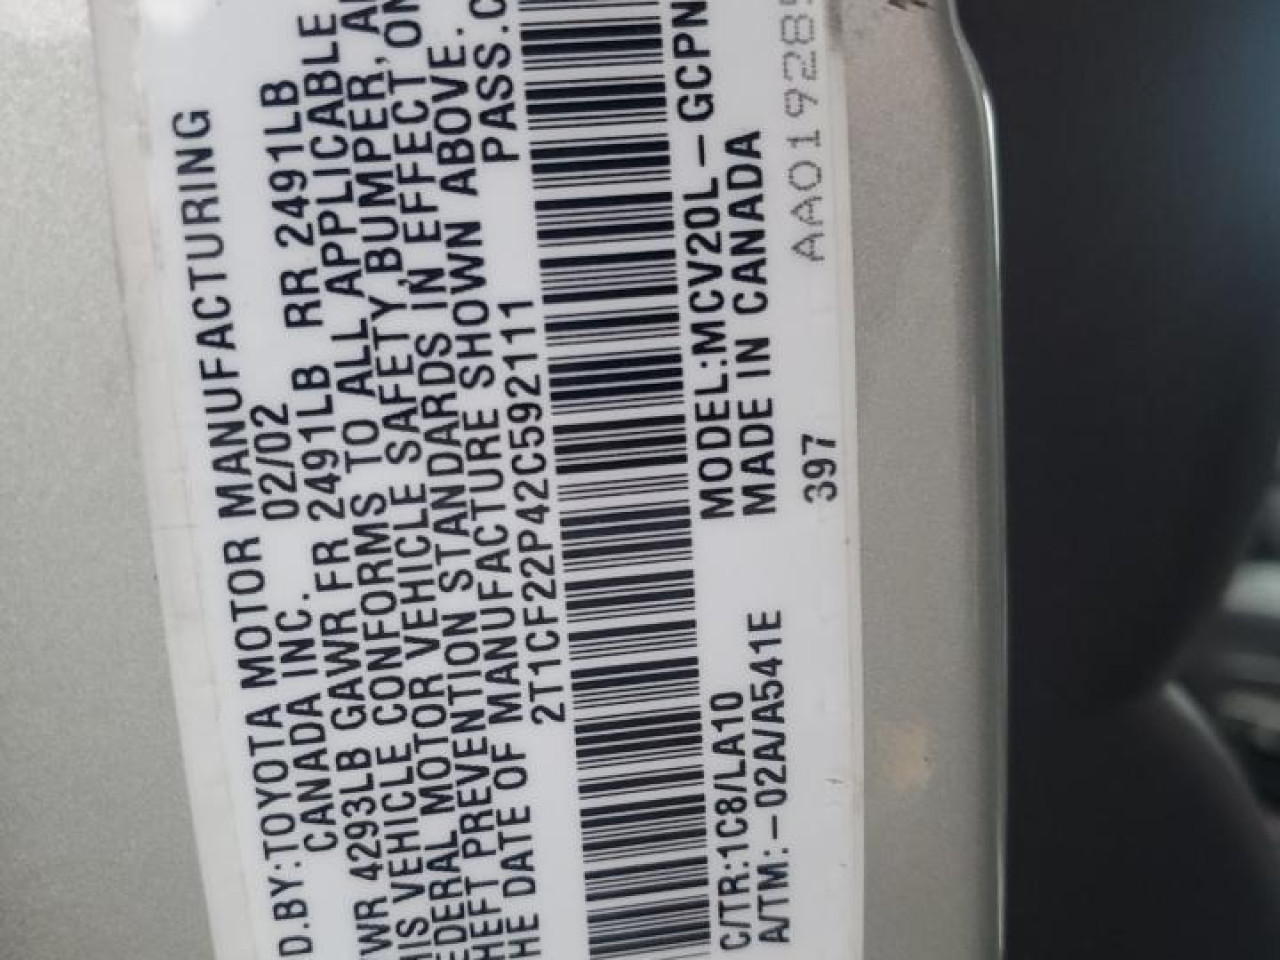 D.BY:TOYOTA MOTOR MANUFACTURING
CANADA INC. 02/02
WR 4293LB GAWR FR 2491LB RR 2491LB
HIS VEHICLE CONFORMS TO ALL APPLICABLE
EDERAL MOTOR VEHICLE SAFETY,BUMPER, A
HEFT PREVENTION STANDARDS IN EFFECT ON
HE DATE OF MANUFACTURE SHOWN ABOVE.
2T1CF22P42C592111 PASS.C
MODEL:MCV20L-GCPN
C/TR:1C8/LA10 MADE IN CANADA
A/TM:-02A/A541E 397 AA01928